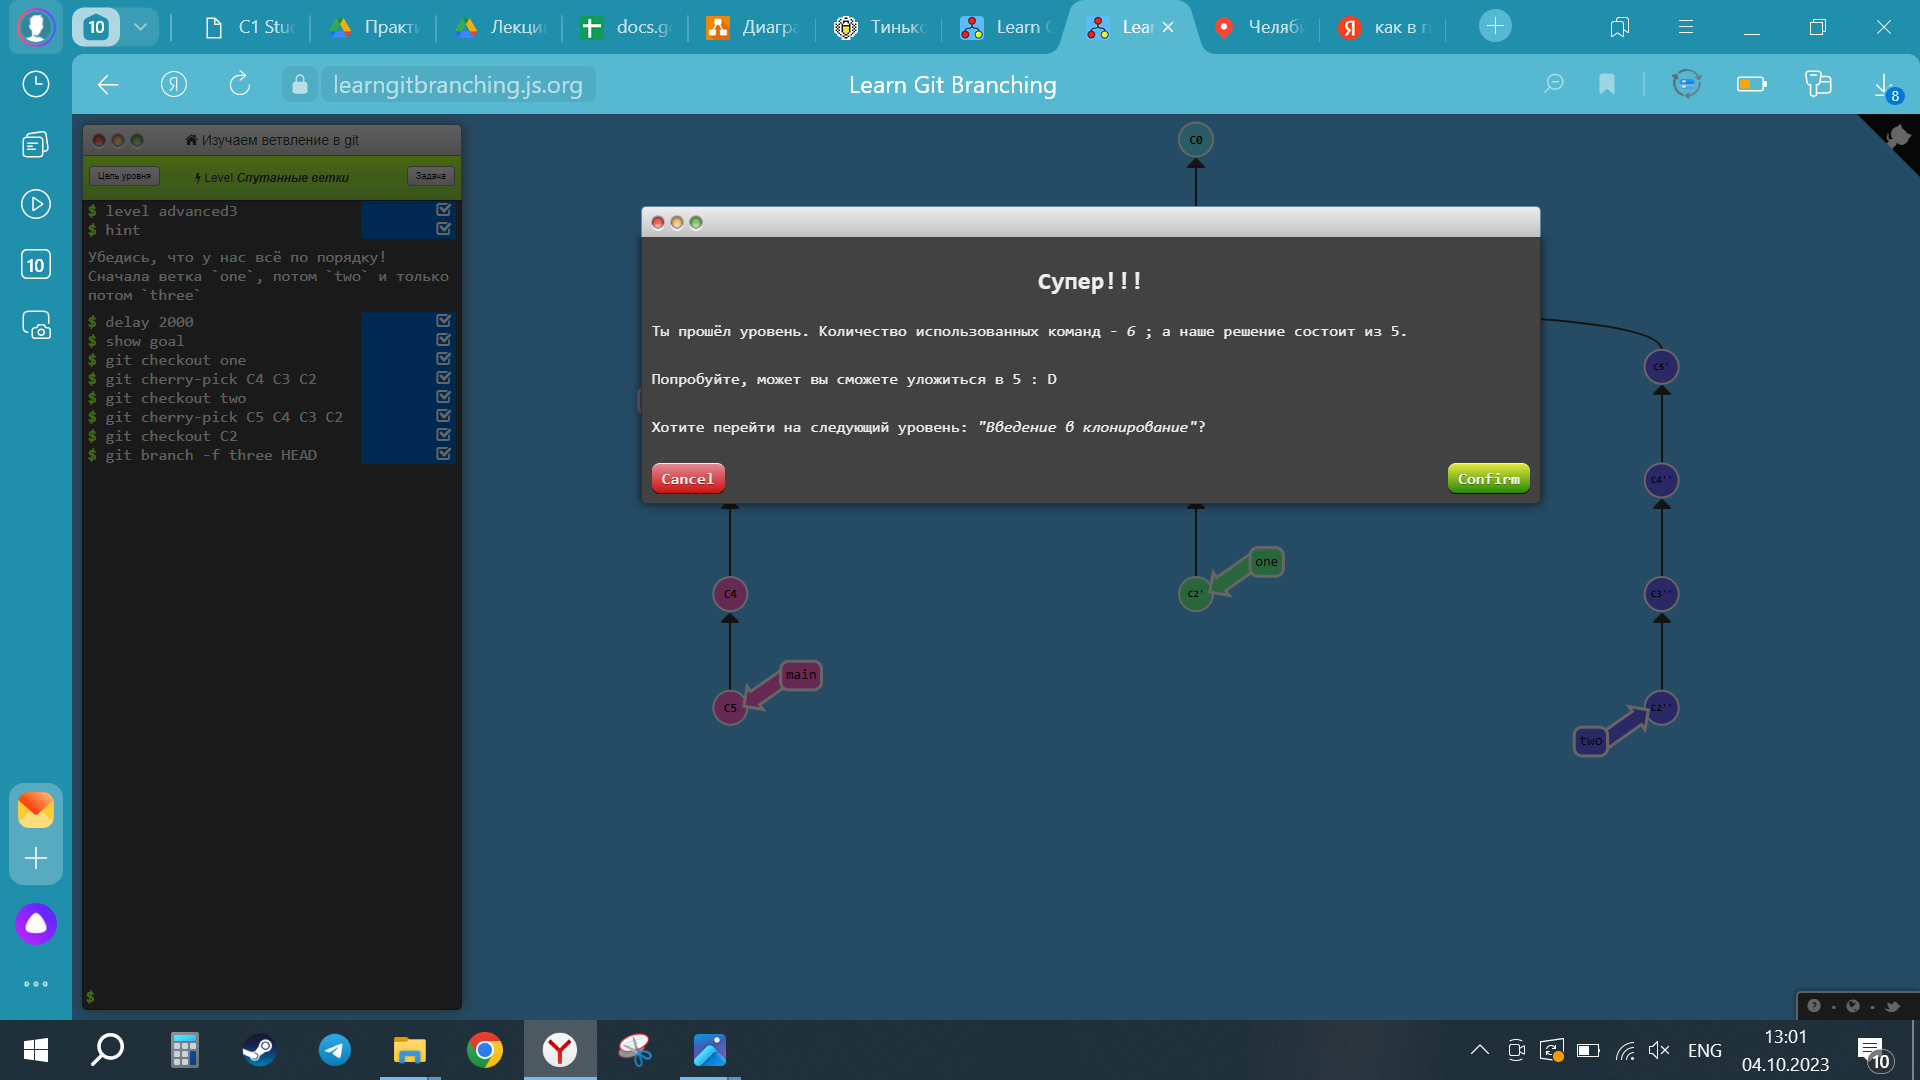 10
C1 Stu
Практи
Лекци
docs.g
Диагра
Тинько
Learn G
Lear
Челяби
как в г
Я
learngitbranching.js.org
Learn Git Branching
8
10
Изучаем ветвление в git
Цель уровня
Level Спутанные ветки
Задача
$ level advanced3
$ hint
Убедись, что у нас всё по порядку!
Сначала ветка `one`, потом `two` и только
потом `three`
$ delay 2000
$ show goal
$ git checkout one
$ git cherry-pick C4 C3 C2
$ git checkout two
$ git cherry-pick C5 C4 C3 C2
$ git checkout C2
$ git branch -f three HEAD
$
C0
Супер!!!
Ты прошёл уровень. Количество использованных команд - 6 ; а наше решение состоит из 5.
Попробуйте, может вы сможете уложиться в 5 : D
Хотите перейти на следующий уровень: "Введение в клонирование"?
Cancel
Confirm
C5'
C4''
one
C4
C2'
C3''
main
C5
C2''
two
ENG
13:01
04.10.2023
10